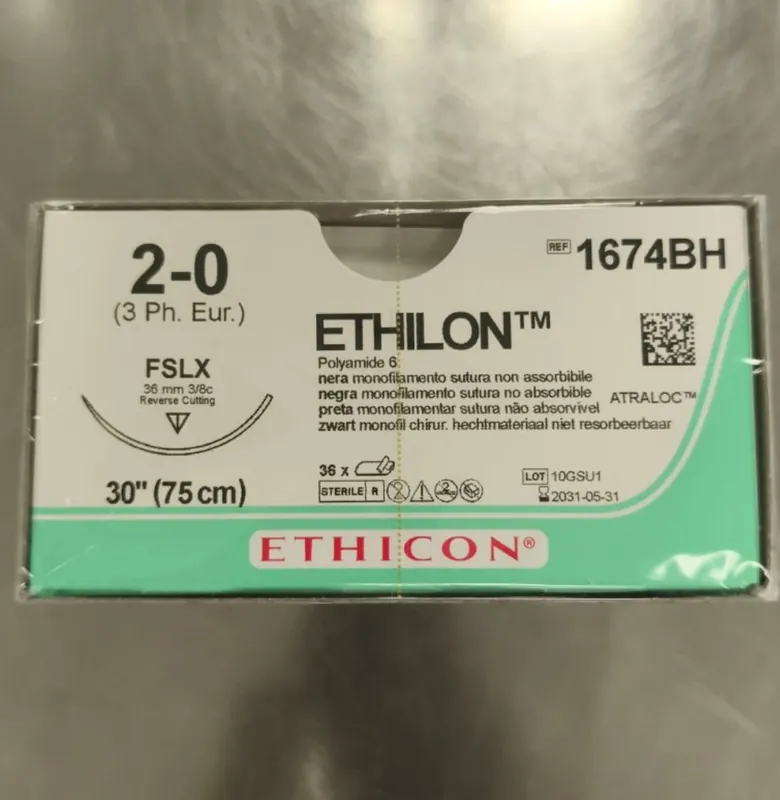 2-0
(3 Ph. Eur.)
REF 1674BH
ETHILON™
Polyamide 6
FSLX
36 mm 3/8c
Reverse Cutting
nera monofilamento sutura non assorbibile
negra monofilamento sutura no absorbible
preta monofilamentar sutura não absorvível
zwart monofil chirur. hechtmateriaal niet resorbeerbaar
ATRALOC™
30" (75 cm)
36 x
STERILE R
2
LOT 10GSU1
2031-05-31
ETHICON®